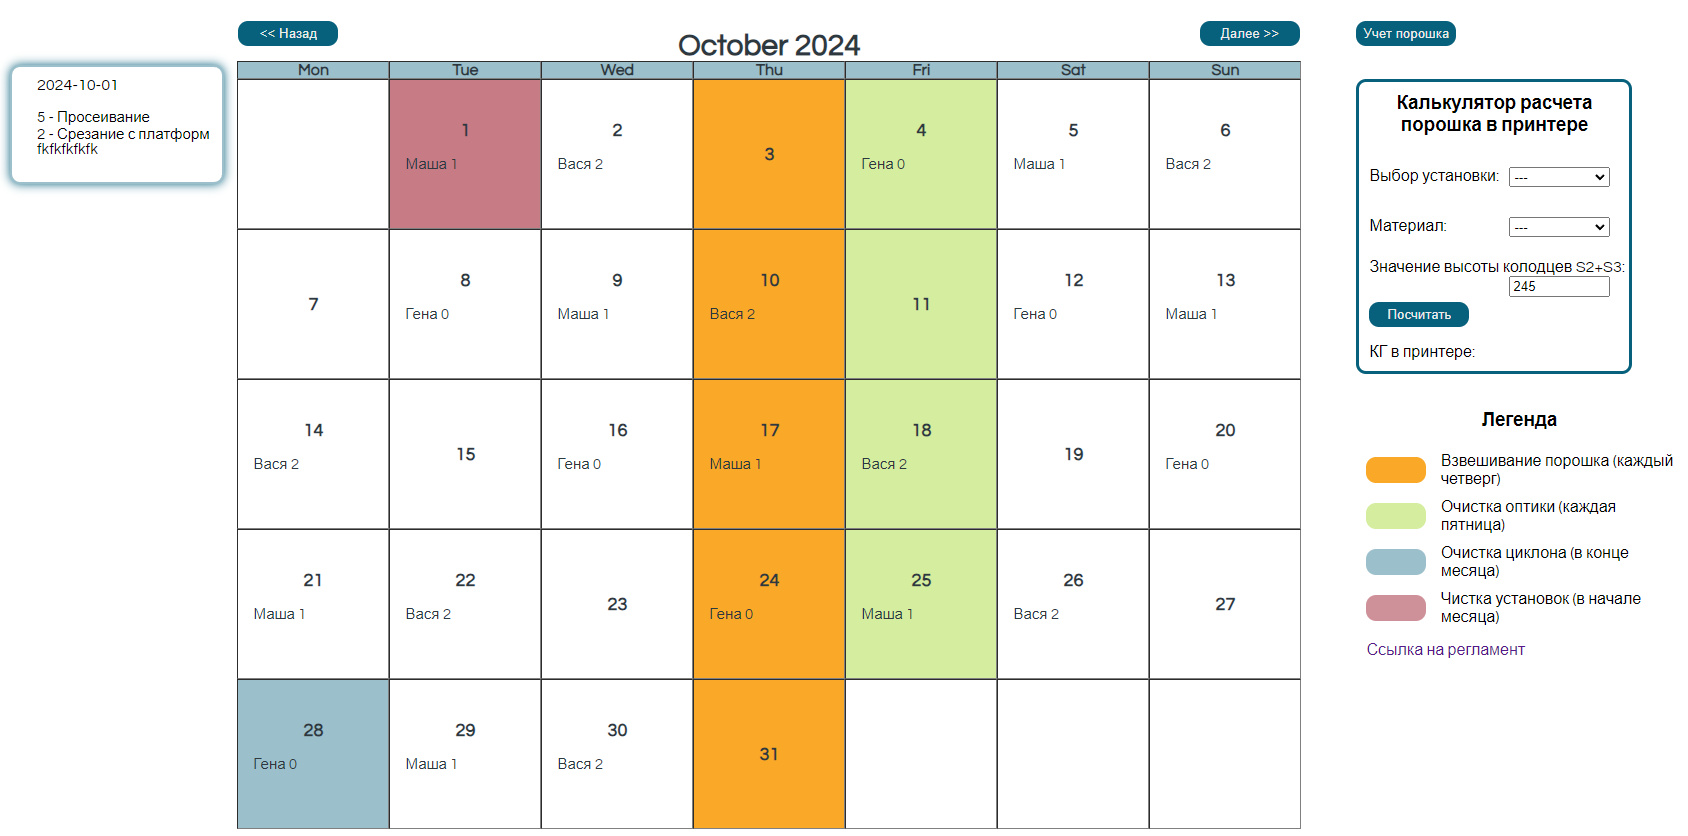 << Назад
October 2024
Далее >>
Учет порошка
2024-10-01
5 - Просеивание
2 - Срезание с платформ
fkfkfkfkfk
Mon Tue Wed Thu Fri Sat Sun
1 2 3 4 5 6
Маша 1 Вася 2 Гена 0 Маша 1 Вася 2
7 8 9 10 11 12 13
Гена 0 Маша 1 Вася 2 Гена 0 Маша 1
14 15 16 17 18 19 20
Вася 2 Гена 0 Маша 1 Вася 2 Гена 0
21 22 23 24 25 26 27
Маша 1 Вася 2 Гена 0 Маша 1 Вася 2
28 29 30 31
Гена 0 Маша 1 Вася 2
Калькулятор расчета
порошка в принтере
Выбор установки: ---
Материал: ---
Значение высоты колодцев S2+S3:
245
Посчитать
КГ в принтере:
Легенда
Взвешивание порошка (каждый
четверг)
Очистка оптики (каждая
пятница)
Очистка циклона (в конце
месяца)
Чистка установок (в начале
месяца)
Ссылка на регламент